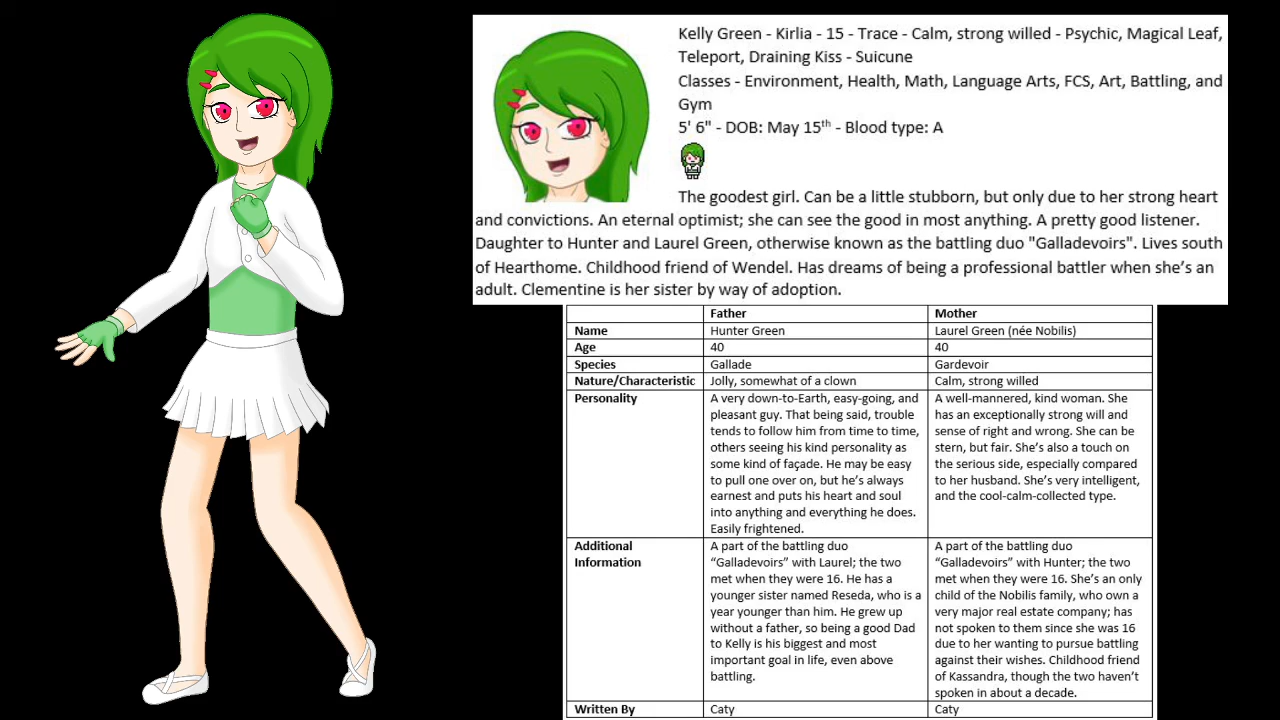 Kelly Green - Kirlia - 15 - Trace - Calm, strong willed - Psychic, Magical Leaf,
Teleport, Draining Kiss - Suicune
Classes - Environment, Health, Math, Language Arts, FCS, Art, Battling, and
Gym
5' 6" - DOB: May 15th - Blood type: A
The goodest girl. Can be a little stubborn, but only due to her strong heart
and convictions. An eternal optimist; she can see the good in most anything. A pretty good listener.
Daughter to Hunter and Laurel Green, otherwise known as the battling duo "Galladevoirs". Lives south
of Hearthome. Childhood friend of Wendel. Has dreams of being a professional battler when she's an
adult. Clementine is her sister by way of adoption.
Father Mother
Name Hunter Green Laurel Green (née Nobilis)
Age 40 40
Species Gallade Gardevoir
Nature/Characteristic Jolly, somewhat of a clown Calm, strong willed
Personality
A very down-to-Earth, easy-going, and
pleasant guy. That being said, trouble
tends to follow him from time to time,
others seeing his kind personality as
some kind of façade. He may be easy
to pull one over on, but he's always
earnest and puts his heart and soul
into anything and everything he does.
Easily frightened.
A well-mannered, kind woman. She
has an exceptionally strong will and
sense of right and wrong. She can be
stern, but fair. She's also a touch on
the serious side, especially compared
to her husband. She's very intelligent,
and the cool-calm-collected type.
Additional
Information
A part of the battling duo
“Galladevoirs” with Laurel; the two
met when they were 16. He has a
younger sister named Reseda, who is a
year younger than him. He grew up
without a father, so being a good Dad
to Kelly is his biggest and most
important goal in life, even above
battling.
A part of the battling duo
“Galladevoirs” with Hunter; the two
met when they were 16. She's an only
child of the Nobilis family, who own a
very major real estate company; has
not spoken to them since she was 16
due to her wanting to pursue battling
against their wishes. Childhood friend
of Kassandra, though the two haven't
spoken in about a decade.
Written By Caty Caty